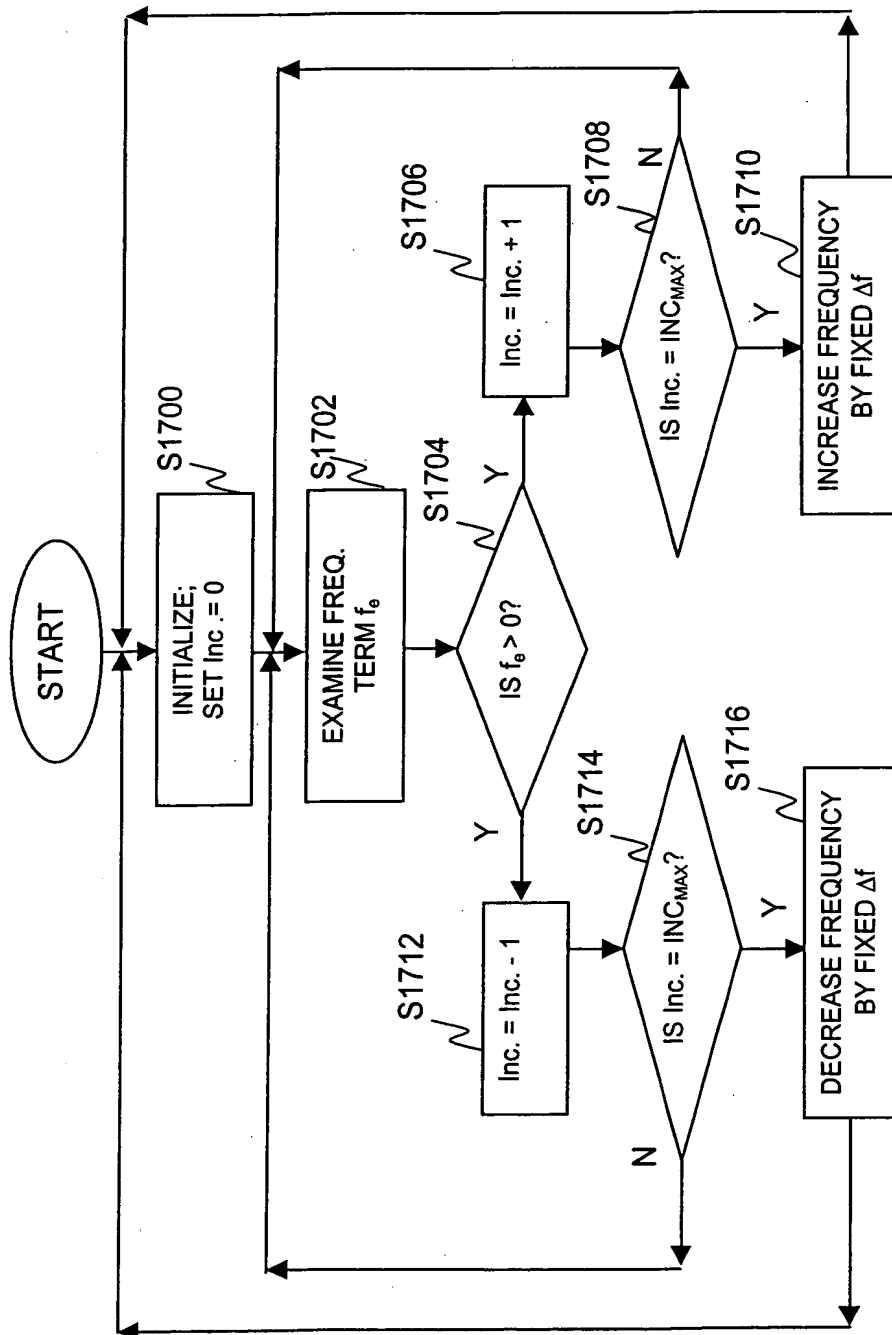 START
S1700
INITIALIZE;
SET Inc .= 0
S1702
EXAMINE FREQ.
TERM fₑ
S1704
IS fₑ > 0?
Y
Y
S1712
Inc. = Inc. - 1
S1706
Inc. = Inc. + 1
S1714
IS Inc. = INC_MAX?
N
Y
S1708
IS Inc. = INC_MAX?
N
Y
S1716
DECREASE FREQUENCY
BY FIXED Δf
S1710
INCREASE FREQUENCY
BY FIXED Δf